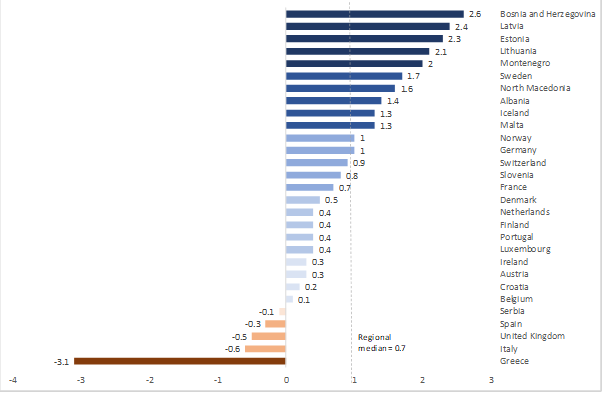 2.6 Bosnia and Herzegovina
2.4 Latvia
2.3 Estonia
2.1 Lithuania
2 Montenegro
1.7 Sweden
1.6 North Macedonia
1.4 Albania
1.3 Iceland
1.3 Malta
1 Norway
1 Germany
0.9 Switzerland
0.8 Slovenia
0.7 France
0.5 Denmark
0.4 Netherlands
0.4 Finland
0.4 Portugal
0.4 Luxembourg
0.3 Ireland
0.3 Austria
0.2 Croatia
0.1 Belgium
-0.1 Serbia
-0.3 Spain
-0.5 United Kingdom
-0.6 Italy
-3.1 Greece
Regional
median = 0.7
-4 -3 -2 -1 0 1 2 3